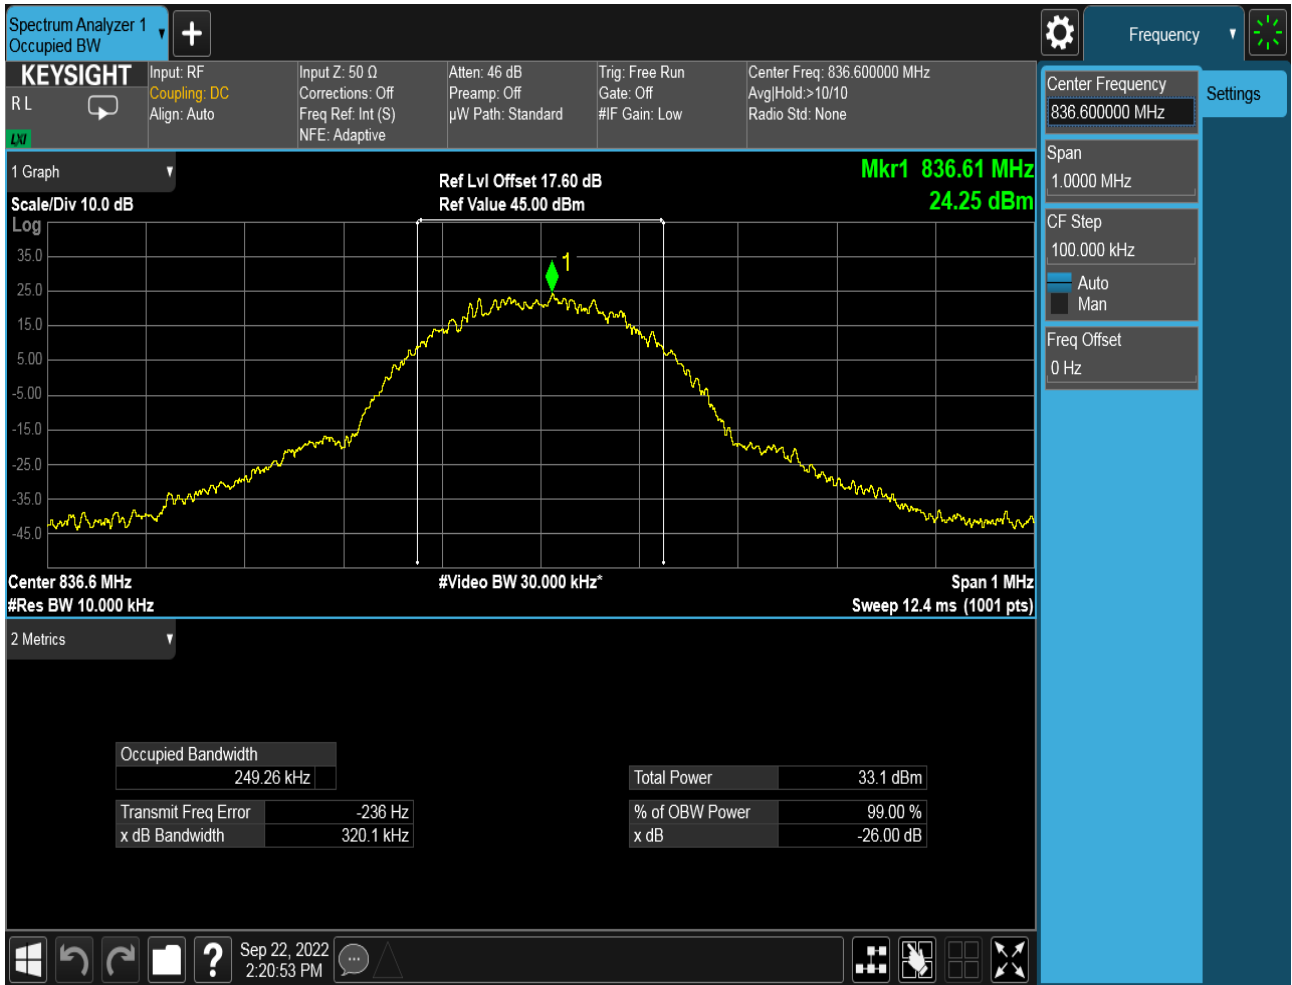 Spectrum Analyzer 1
Occupied BW
Frequency
KEYSIGHT
R L
LXI
Input: RF
Coupling: DC
Align: Auto
Input Z: 50 Ω
Corrections: Off
Freq Ref: Int (S)
NFE: Adaptive
Atten: 46 dB
Preamp: Off
µW Path: Standard
Trig: Free Run
Gate: Off
#IF Gain: Low
Center Freq: 836.600000 MHz
Avg|Hold:>10/10
Radio Std: None
Center Frequency
836.600000 MHz
Settings
Span
1.0000 MHz
CF Step
100.000 kHz
Auto
Man
Freq Offset
0 Hz
1 Graph
Scale/Div 10.0 dB
Log
Ref Lvl Offset 17.60 dB
Ref Value 45.00 dBm
Mkr1 836.61 MHz
24.25 dBm
1
35.0
25.0
15.0
5.00
-5.00
-15.0
-25.0
-35.0
-45.0
Center 836.6 MHz
#Video BW 30.000 kHz*
Span 1 MHz
#Res BW 10.000 kHz
Sweep 12.4 ms (1001 pts)
2 Metrics
Occupied Bandwidth
249.26 kHz
Total Power 33.1 dBm
Transmit Freq Error -236 Hz
% of OBW Power 99.00 %
x dB Bandwidth 320.1 kHz
x dB -26.00 dB
?
Sep 22, 2022
2:20:53 PM